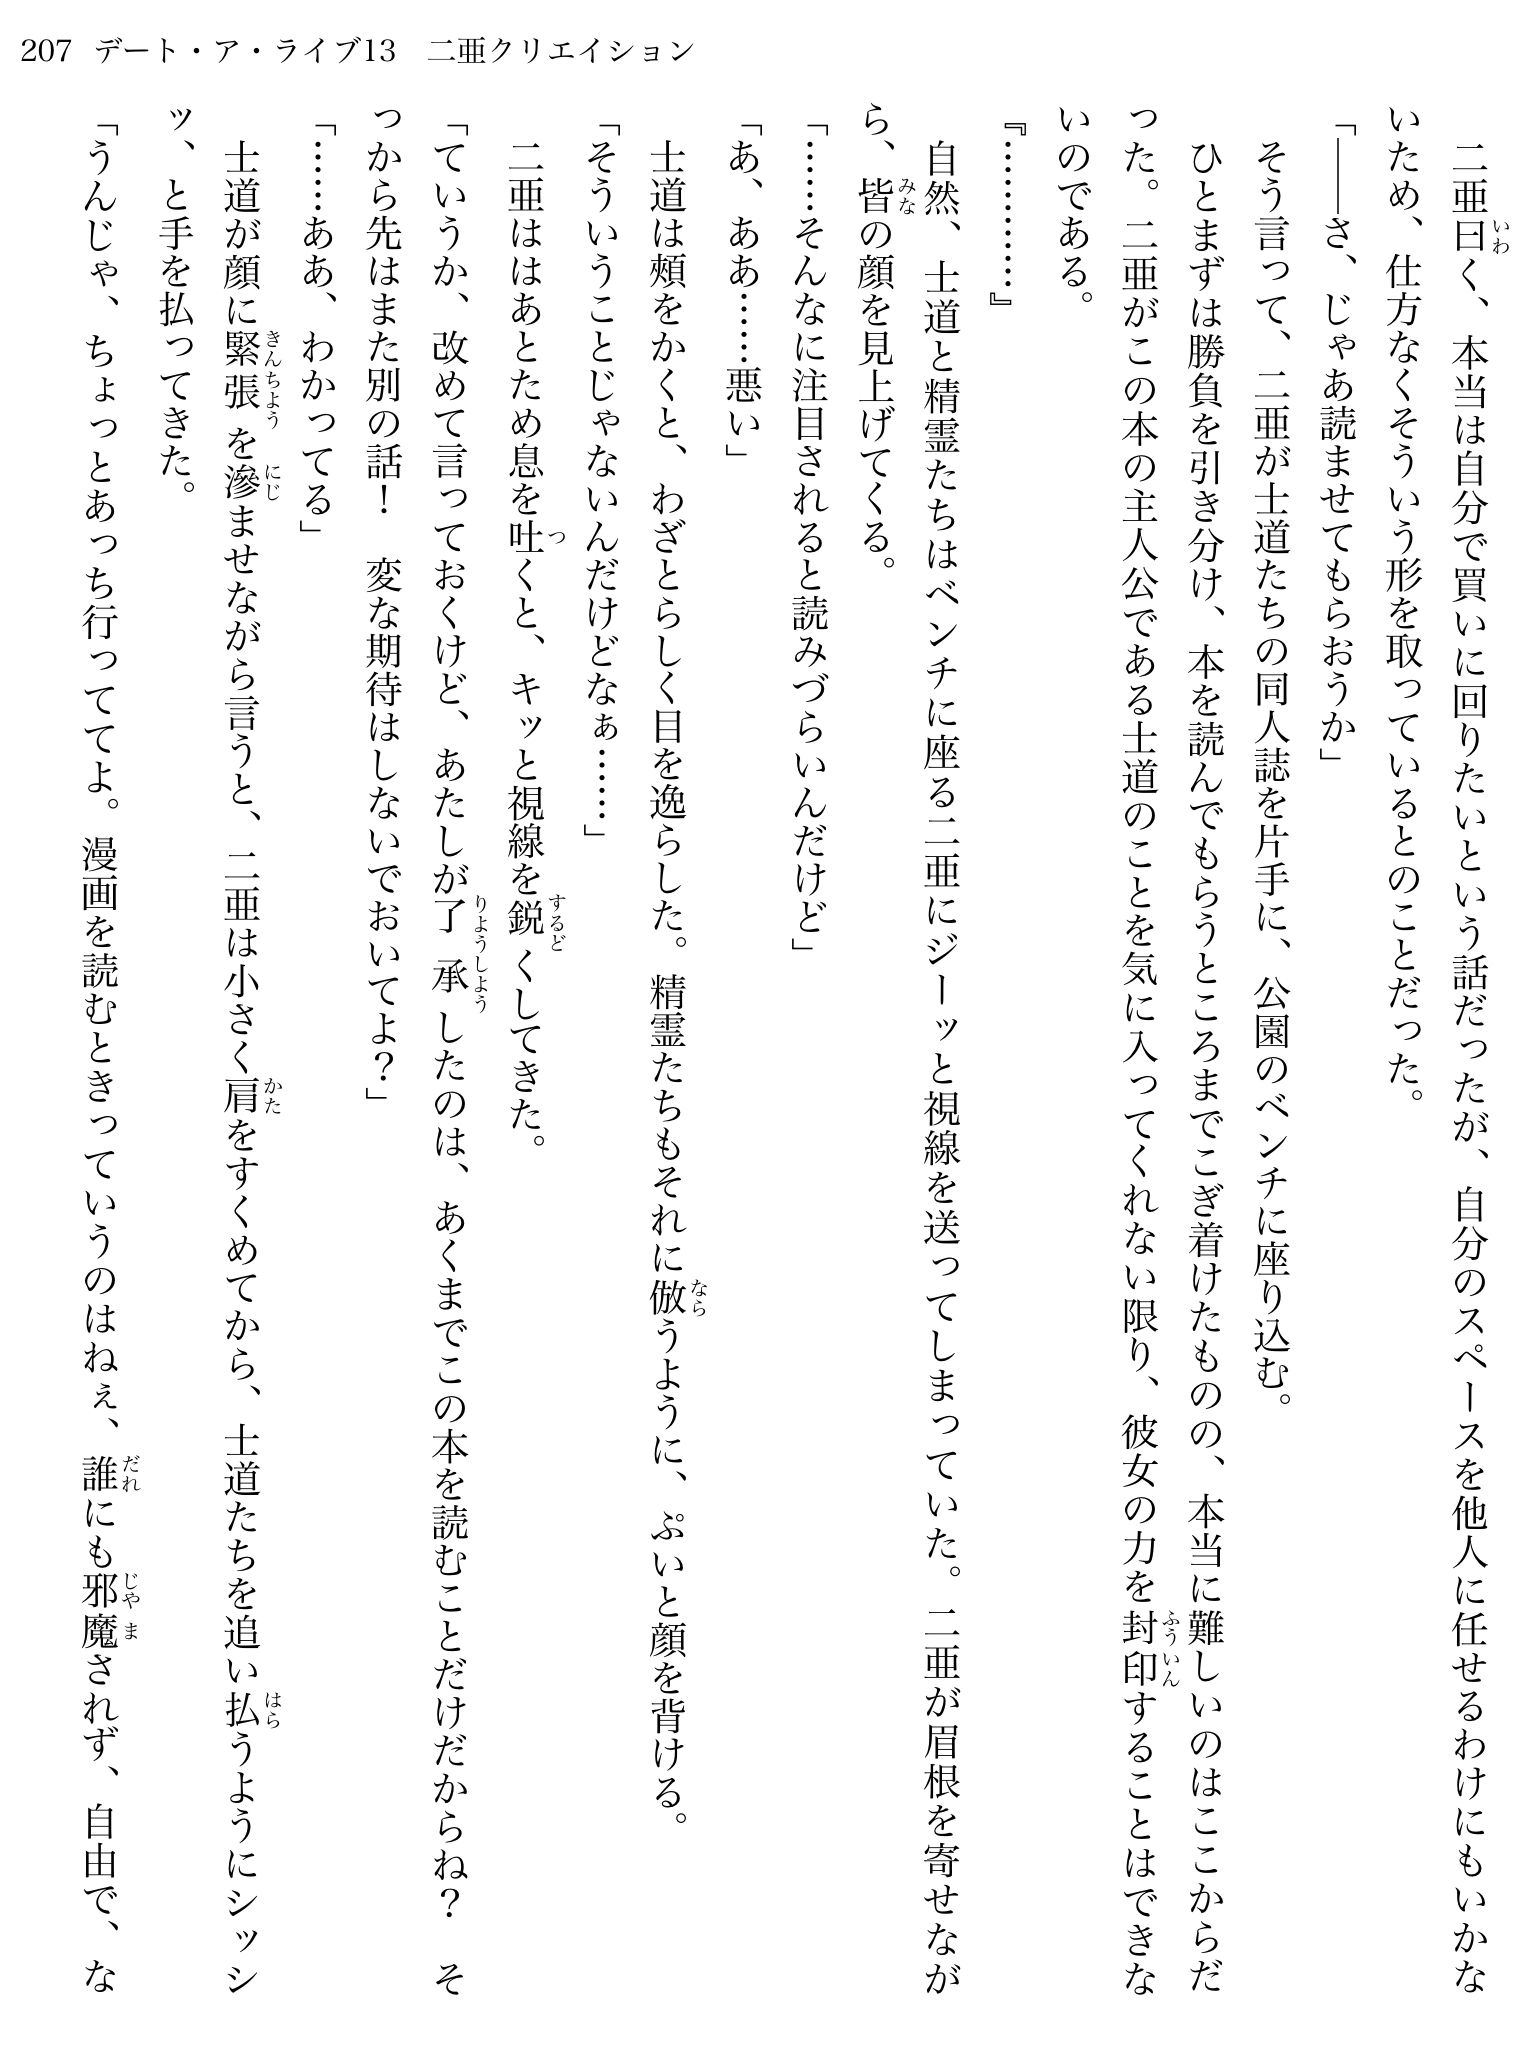 207 デート・ア・ライブ13　二亜クリエイション
　二亜曰く、本当は自分で買いに回りたいという話だったが、自分のスペースを他人に任せるわけにもいかな
いため、仕方なくそういう形を取っているとのことだった。
「――さ、じゃあ読ませてもらおうか」
　そう言って、二亜が士道たちの同人誌を片手に、公園のベンチに座り込む。
　ひとまずは勝負を引き分け、本を読んでもらうところまでこぎ着けたものの、本当に難しいのはここからだ
った。二亜がこの本の主人公である士道のことを気に入ってくれない限り、彼女の力を封印することはできな
いのである。
『…………』
　自然、士道と精霊たちはベンチに座る二亜にジーッと視線を送ってしまっていた。二亜が眉根を寄せなが
ら、皆の顔を見上げてくる。
「……そんなに注目されると読みづらいんだけど」
「あ、ああ……悪い」
　士道は頬をかくと、わざとらしく目を逸らした。精霊たちもそれに倣うように、ぷいと顔を背ける。
「そういうことじゃないんだけどなぁ……」
　二亜ははあとため息を吐くと、キッと視線を鋭くしてきた。
「ていうか、改めて言っておくけど、あたしが了承したのは、あくまでこの本を読むことだけだからね？　そ
っから先はまた別の話！　変な期待はしないでおいてよ？」
「……ああ、わかってる」
　士道が顔に緊張を滲ませながら言うと、二亜は小さく肩をすくめてから、士道たちを追い払うようにシッシ
ッ、と手を払ってきた。
「うんじゃ、ちょっとあっち行っててよ。漫画を読むときっていうのはねぇ、誰にも邪魔されず、自由で、な